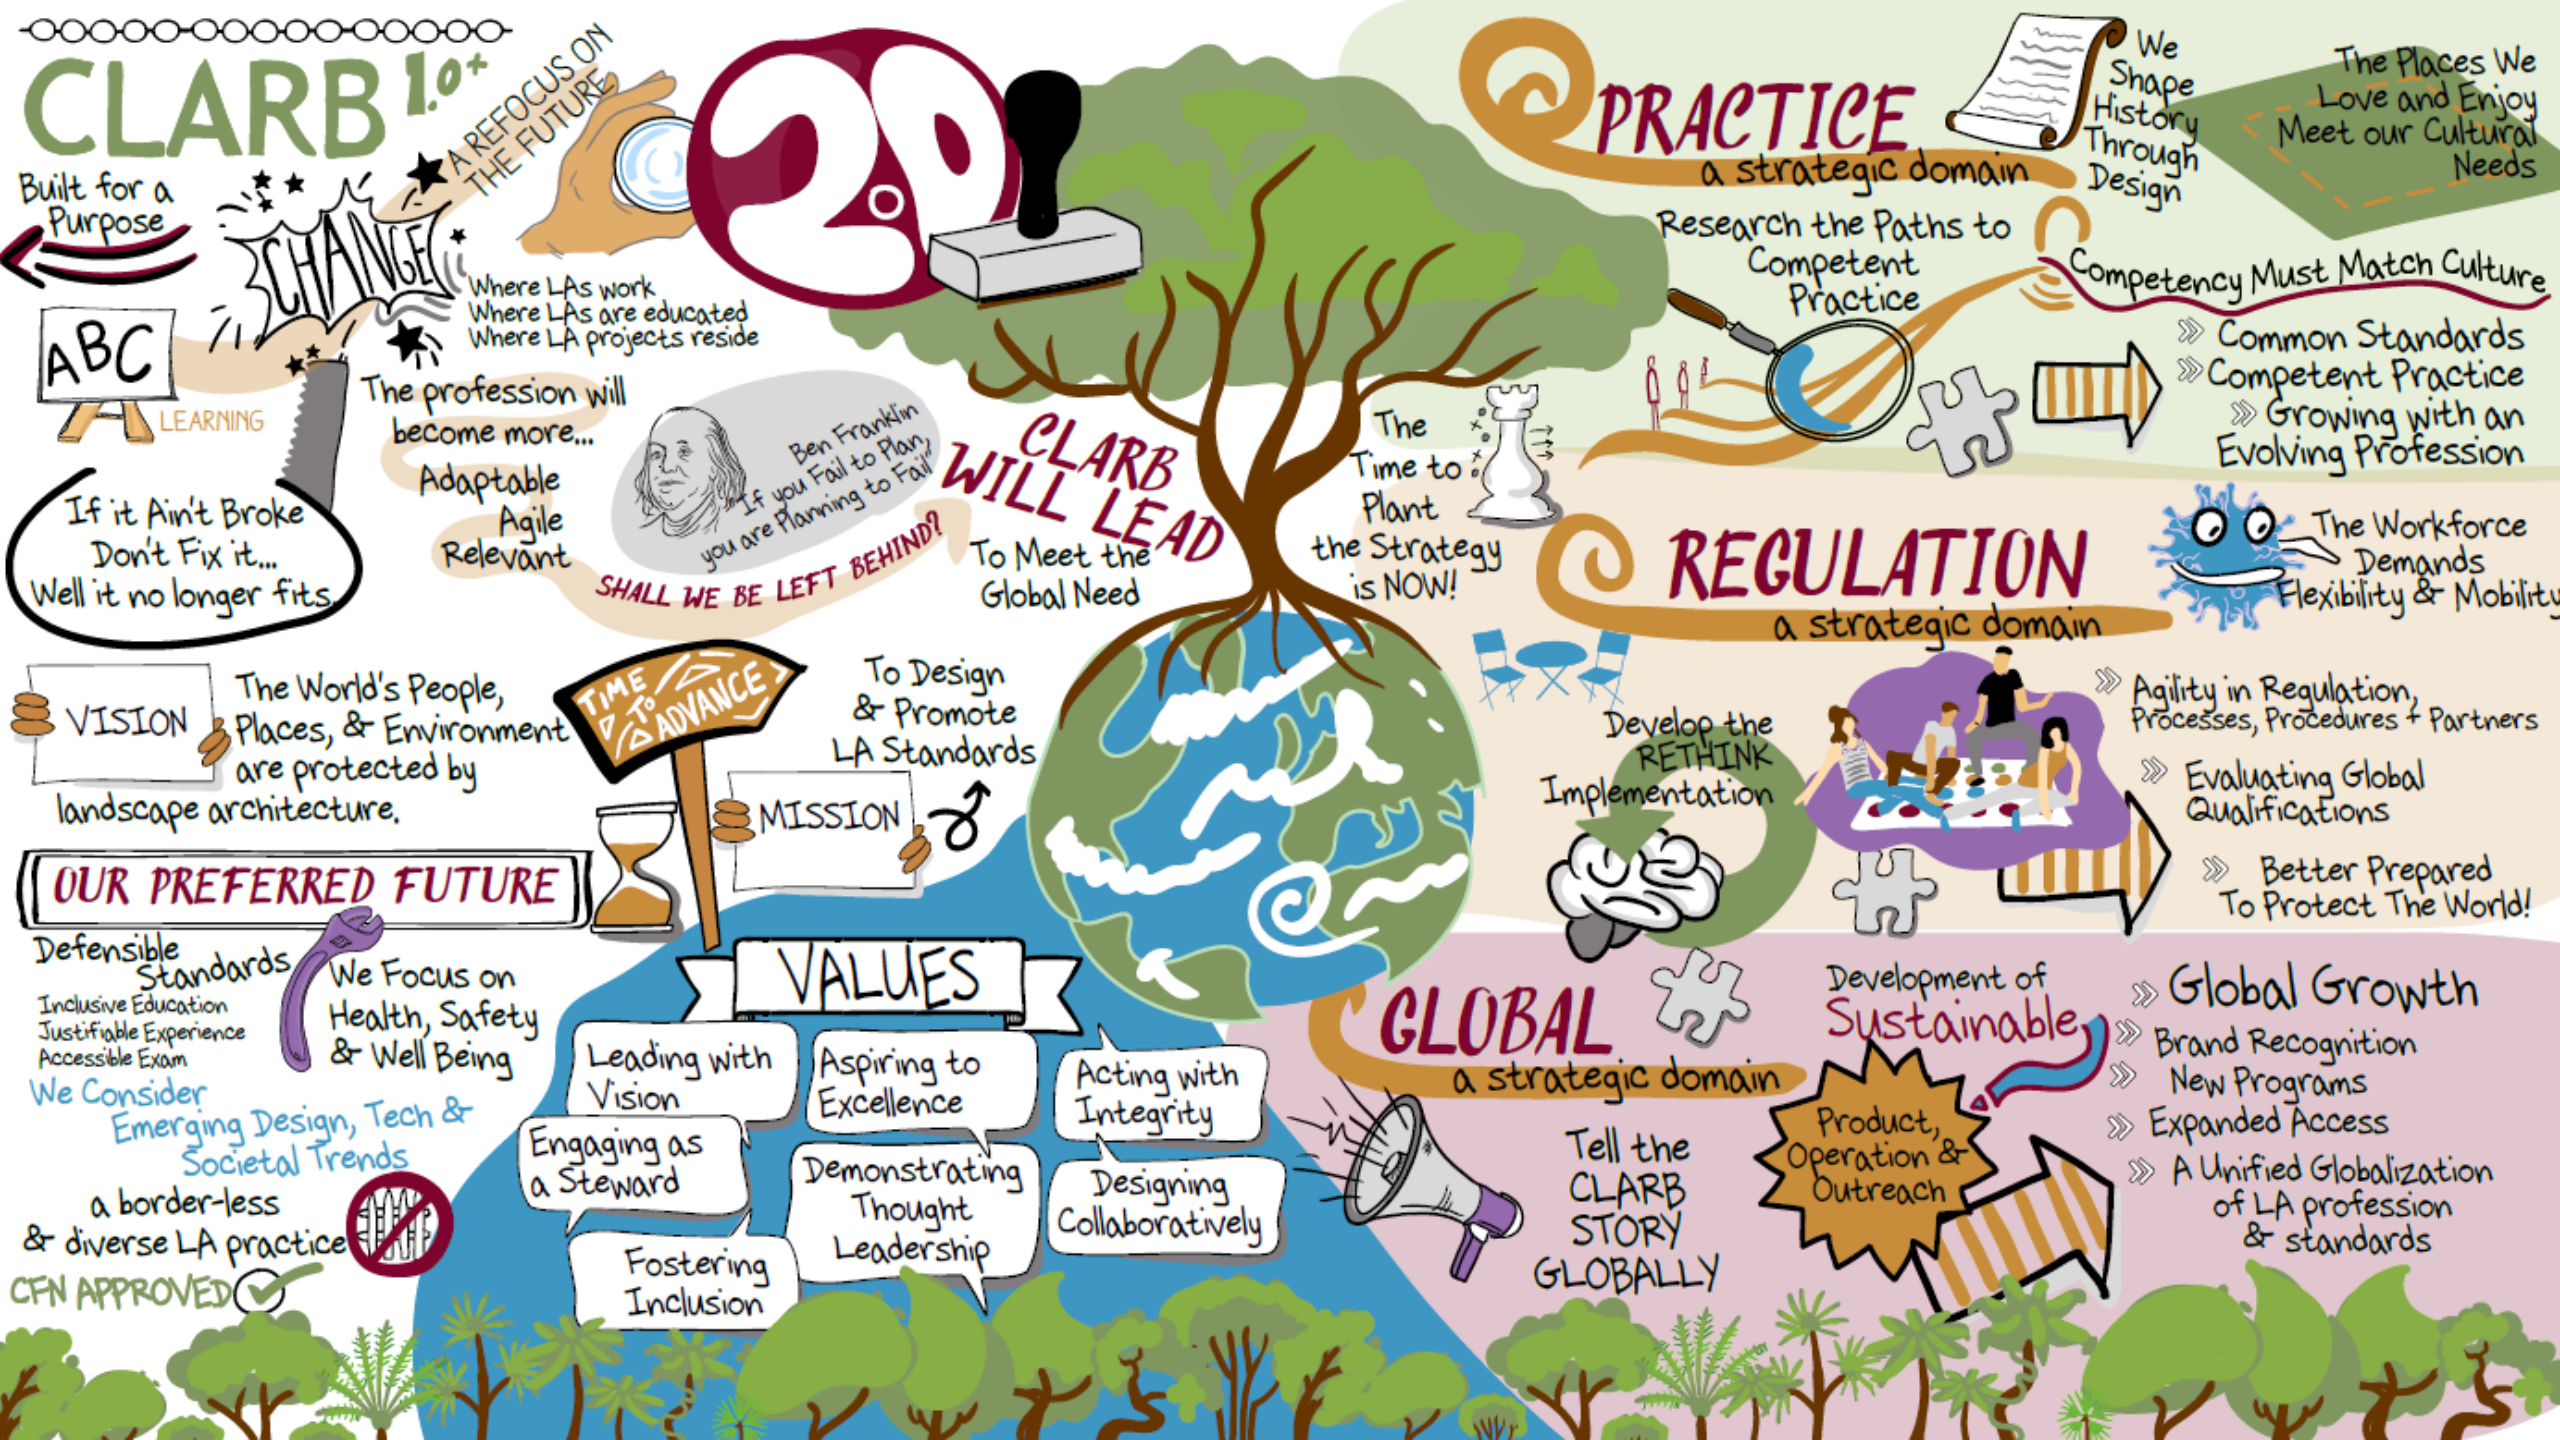 CLARB 1.0+
Built for a
Purpose
CHANGE
A REFOCUS ON
THE FUTURE
2.0
ABC
LEARNING
Where LAs work
Where LAs are educated
Where LA projects reside
The profession will
become more...
Adaptable
Agile
Relevant
If it Ain't Broke
Don't Fix it...
Well it no longer fits.
Ben Franklin
"If you Fail to Plan,
you are Planning to Fail"
SHALL WE BE LEFT BEHIND?
CLARB
WILL LEAD
To Meet the
Global Need
The
Time to
Plant
the Strategy
is NOW!
VISION
The World's People,
Places, & Environment
are protected by
landscape architecture.
TIME
TO
ADVANCE
MISSION
To Design
& Promote
LA Standards
OUR PREFERRED FUTURE
Defensible
Standards
Inclusive Education
Justifiable Experience
Accessible Exam
We Focus on
Health, Safety
& Well Being
We Consider
Emerging Design, Tech &
Societal Trends
a border-less
& diverse LA practice
CFN APPROVED
VALUES
Leading with
Vision
Aspiring to
Excellence
Acting with
Integrity
Engaging as
a Steward
Demonstrating
Thought
Leadership
Designing
Collaboratively
Fostering
Inclusion
PRACTICE
a strategic domain
We
Shape
History
Through
Design
The Places We
Love and Enjoy
Meet our Cultural
Needs
Research the Paths to
Competent
Practice
Competency Must Match Culture
» Common Standards
» Competent Practice
» Growing with an
Evolving Profession
REGULATION
a strategic domain
The Workforce
Demands
Flexibility & Mobility
Develop the
RETHINK
Implementation
» Agility in Regulation,
Processes, Procedures + Partners
» Evaluating Global
Qualifications
» Better Prepared
To Protect The World!
GLOBAL
a strategic domain
Tell the
CLARB
STORY
GLOBALLY
Development of
Sustainable
Product,
Operation &
Outreach
» Global Growth
» Brand Recognition
» New Programs
» Expanded Access
» A Unified Globalization
of LA profession
& standards